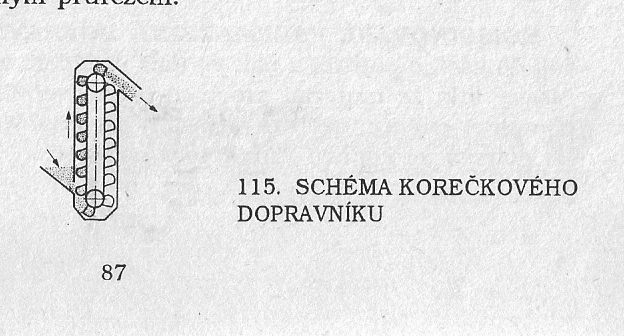 115. SCHÉMA KOREČKOVÉHO
DOPRAVNÍKU
87